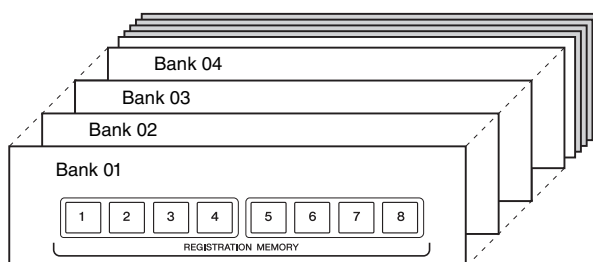 Bank 04
Bank 03
Bank 02
Bank 01
1 2 3 4 5 6 7 8
REGISTRATION MEMORY